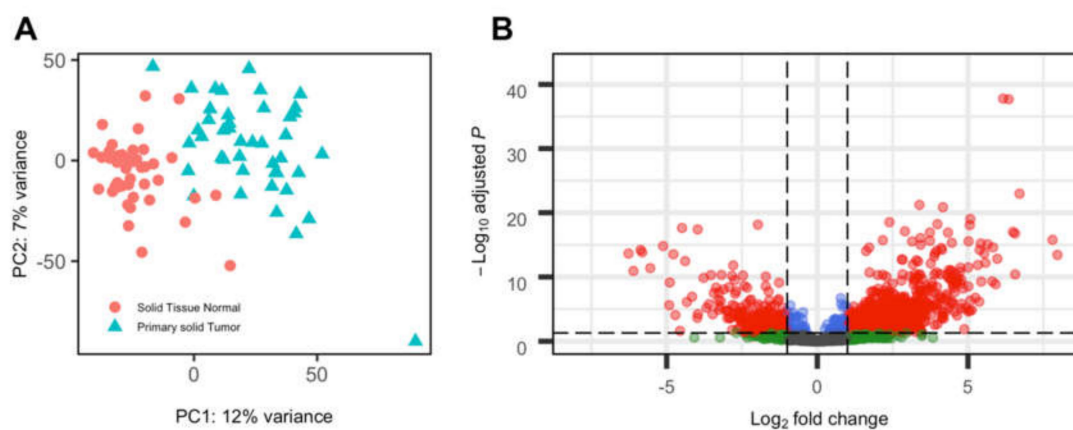 A
50
0
-50
PC2: 7% variance
Solid Tissue Normal
Primary solid Tumor
0
50
PC1: 12% variance
B
40
30
20
10
0
−Log10 adjusted P
-5
0
5
Log2 fold change